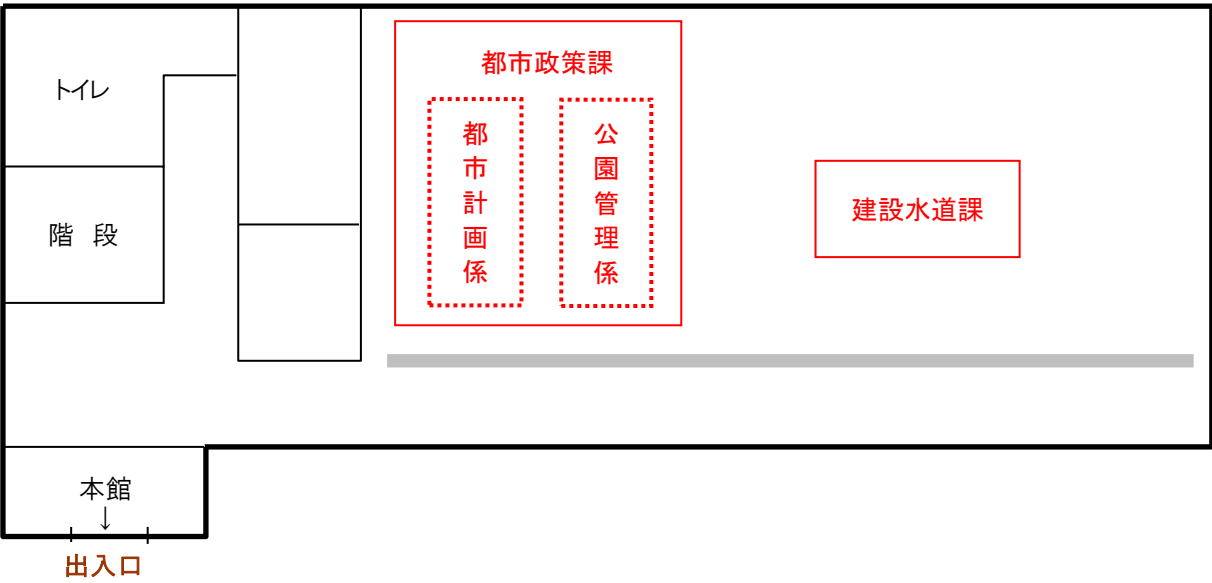 トイレ
階 段
都市政策課
都市計画係
公園管理係
建設水道課
本館
↓
出入口